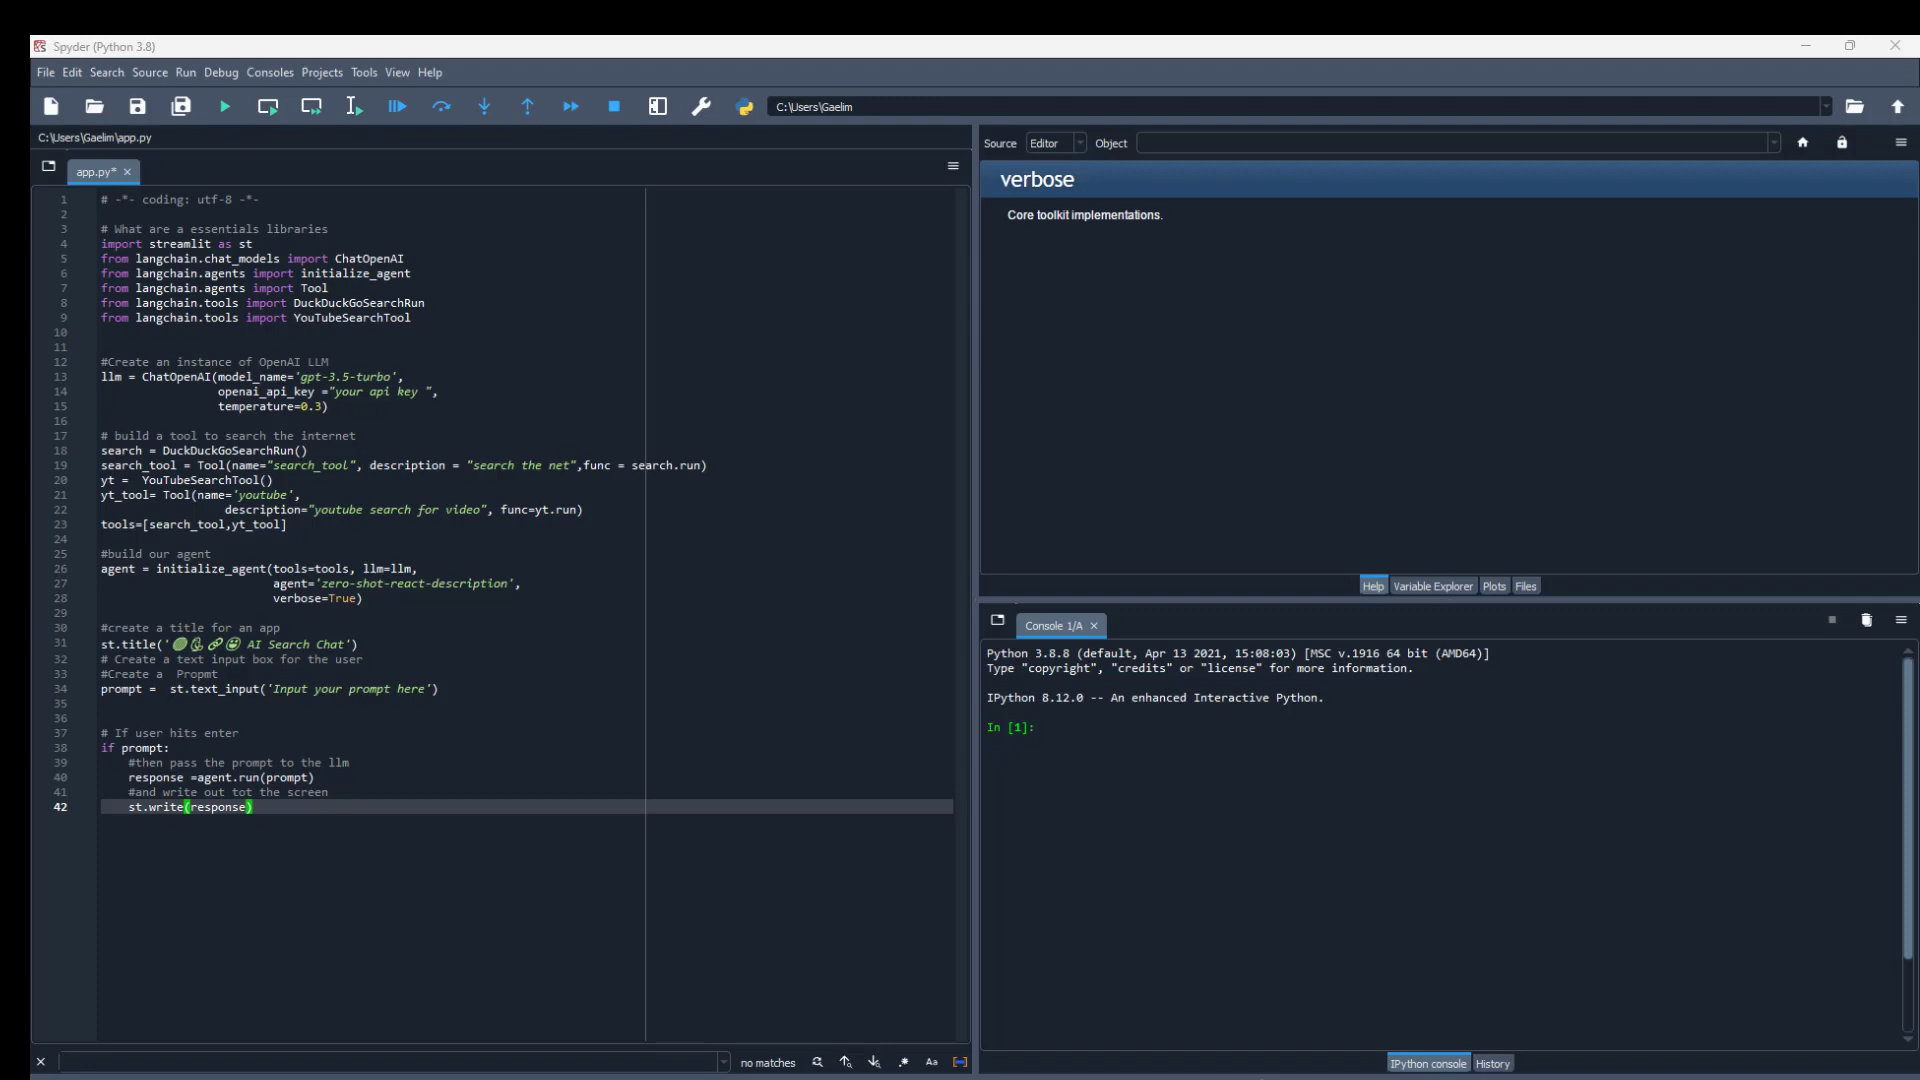 Spyder (Python 3.8)
File Edit Search Source Run Debug Consoles Projects Tools View Help
C:\Users\Gaelim
C:\Users\Gaelim\app.py
app.py*
1 # -*- coding: utf-8 -*-
2
3 # What are a essentials libraries
4 import streamlit as st
5 from langchain.chat_models import ChatOpenAI
6 from langchain.agents import initialize_agent
7 from langchain.agents import Tool
8 from langchain.tools import DuckDuckGoSearchRun
9 from langchain.tools import YouTubeSearchTool
10
11
12 #Create an instance of OpenAI LLM
13 llm = ChatOpenAI(model_name='gpt-3.5-turbo',
14 openai_api_key ="your api key ",
15 temperature=0.3)
16
17 # build a tool to search the internet
18 search = DuckDuckGoSearchRun()
19 search_tool = Tool(name="search_tool", description = "search the net",func = search.run)
20 yt =  YouTubeSearchTool()
21 yt_tool= Tool(name='youtube',
22 description="youtube search for video", func=yt.run)
23 tools=[search_tool,yt_tool]
24
25 #build our agent
26 agent = initialize_agent(tools=tools, llm=llm,
27 agent='zero-shot-react-description',
28 verbose=True)
29
30 #create a title for an app
31 st.title(' AI Search Chat')
32 # Create a text input box for the user
33 #Create a  Propmt
34 prompt =  st.text_input('Input your prompt here')
35
36
37 # If user hits enter
38 if prompt:
39 #then pass the prompt to the llm
40 response =agent.run(prompt)
41 #and write out tot the screen
42 st.write(response)
no matches
Aa
Source Editor Object
verbose
Core toolkit implementations.
Help Variable Explorer Plots Files
Console 1/A
Python 3.8.8 (default, Apr 13 2021, 15:08:03) [MSC v.1916 64 bit (AMD64)]
Type "copyright", "credits" or "license" for more information.
IPython 8.12.0 -- An enhanced Interactive Python.
In [1]:
IPython console History